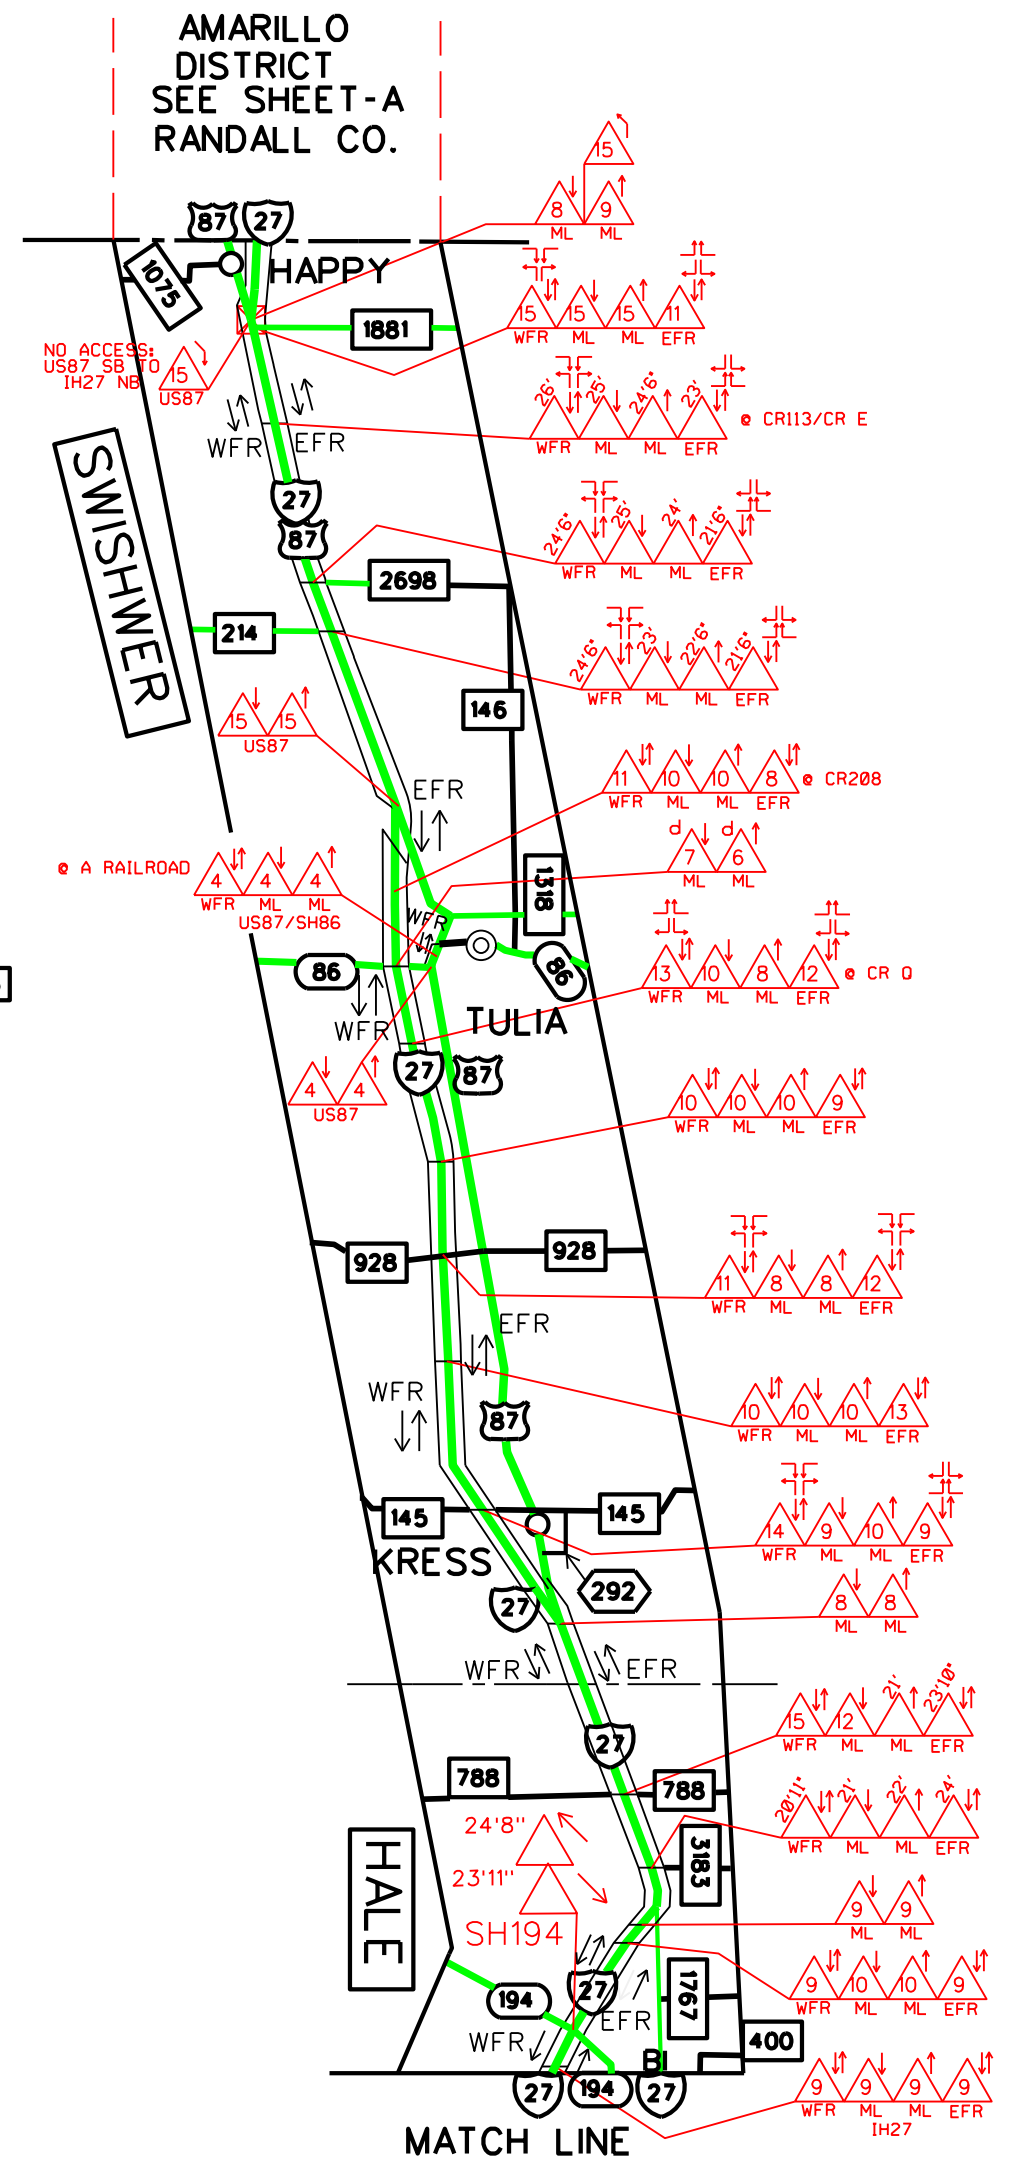 AMARILLO
DISTRICT
SEE SHEET-A
RANDALL CO.
15
8 9
ML ML
87 27
HAPPY
1075
15 15 15 11
WFR ML ML EFR
1881
NO ACCESS:
US87 SB TO
IH27 NB
15
US87
26' 25' 24'6" 23'
WFR ML ML EFR
@ CR113/CR E
WFR EFR
SWISHWER
27
87
24'6" 25' 24' 21'6"
WFR ML ML EFR
2698
214
24'6" 23' 22'6" 21'6"
WFR ML ML EFR
146
15 15
US87
11 10 10 8
WFR ML ML EFR
@ CR208
EFR
d d
7 6
ML ML
@ A RAILROAD
4 4 4
WFR ML ML
US87/SH86
1318
WFR
86
86
13 10 8 12
WFR ML ML EFR
@ CR Q
WFR
TULIA
27 87
4 4
US87
10 10 10 9
WFR ML ML EFR
928 928
11 8 8 12
WFR ML ML EFR
EFR
WFR
10 10 10 13
WFR ML ML EFR
87
145 145
14 9 10 9
WFR ML ML EFR
KRESS
292
27
8 8
ML ML
WFR EFR
15 12 21' 23'10"
WFR ML ML EFR
27
788 788
20'11" 21' 22' 24'
WFR ML ML EFR
24'8"
23'11"
SH194
3183
HALE
9 9
ML ML
9 10 10 9
WFR ML ML EFR
194
27
1767
EFR
WFR
400
BI
27 194 27
9 9 9 9
WFR ML ML EFR
IH27
MATCH LINE